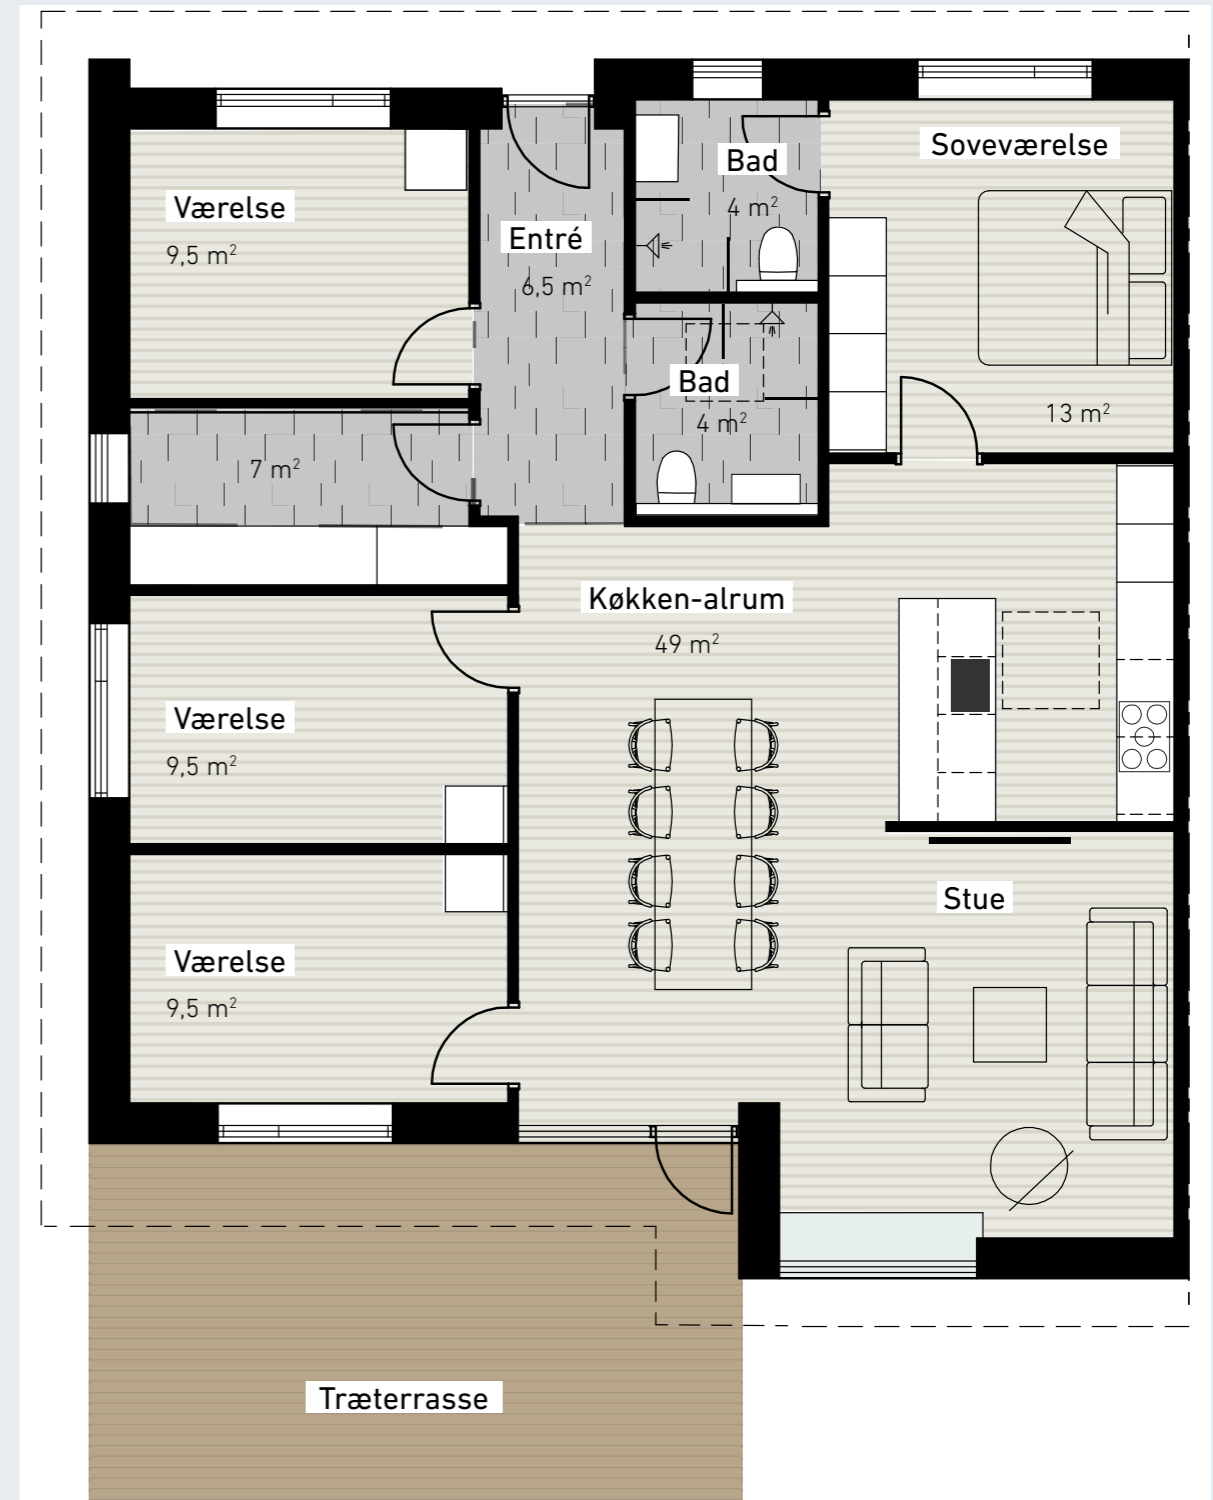 Soveværelse
Bad
4 m²
Værelse
9,5 m²
Entré
6,5 m²
Bad
4 m²
13 m²
7 m²
Køkken-alrum
49 m²
Værelse
9,5 m²
Stue
Værelse
9,5 m²
Træterrasse